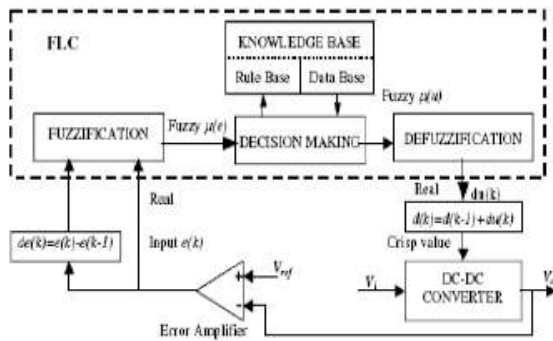 FLC
KNOWLEDGE BASE
Rule Base
Data Base
FUZZIFICATION
Fuzzy μ(e)
DECISION MAKING
Fuzzy μ(u)
DEFUZZIFICATION
Real
Real
du(k)
de(k)=e(k)-e(k-1)
Input e(k)
d(k)=d(k-1)+du(k)
Crisp value
+
Vref
-
Error Amplifier
Vi
DC-DC
CONVERTER